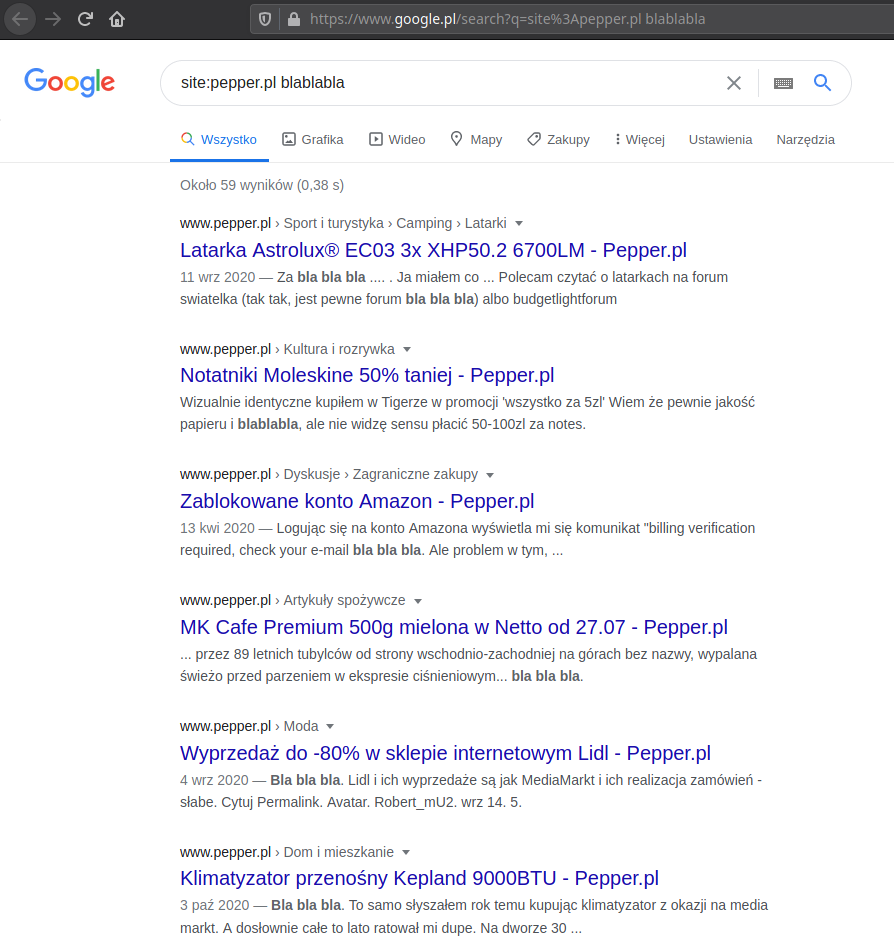 https://www.google.pl/search?q=site%3Apepper.pl blablabla
Google
site:pepper.pl blablabla
Wszystko Grafika Wideo Mapy Zakupy Więcej Ustawienia Narzędzia
Około 59 wyników (0,38 s)
www.pepper.pl › Sport i turystyka › Camping › Latarki
Latarka Astrolux® EC03 3x XHP50.2 6700LM - Pepper.pl
11 wrz 2020 — Za bla bla bla .... . Ja miałem co ... Polecam czytać o latarkach na forum
swiatelka (tak tak, jest pewne forum bla bla bla) albo budgetlightforum
www.pepper.pl › Kultura i rozrywka
Notatniki Moleskine 50% taniej - Pepper.pl
Wizualnie identyczne kupiłem w Tigerze w promocji 'wszystko za 5zl' Wiem że pewnie jakość
papieru i blablabla, ale nie widzę sensu płacić 50-100zl za notes.
www.pepper.pl › Dyskusje › Zagraniczne zakupy
Zablokowane konto Amazon - Pepper.pl
13 kwi 2020 — Logując się na konto Amazona wyświetla mi się komunikat "billing verification
required, check your e-mail bla bla bla. Ale problem w tym, ...
www.pepper.pl › Artykuły spożywcze
MK Cafe Premium 500g mielona w Netto od 27.07 - Pepper.pl
... przez 89 letnich tubylców od strony wschodnio-zachodniej na górach bez nazwy, wypalana
świeżo przed parzeniem w ekspresie ciśnieniowym... bla bla bla.
www.pepper.pl › Moda
Wyprzedaż do -80% w sklepie internetowym Lidl - Pepper.pl
4 wrz 2020 — Bla bla bla. Lidl i ich wyprzedaże są jak MediaMarkt i ich realizacja zamówień -
słabe. Cytuj Permalink. Avatar. Robert_mU2. wrz 14. 5.
www.pepper.pl › Dom i mieszkanie
Klimatyzator przenośny Kepland 9000BTU - Pepper.pl
3 paź 2020 — Bla bla bla. To samo słyszałem rok temu kupując klimatyzator z okazji na media
markt. A dosłownie całe to lato ratował mi dupe. Na dworze 30 ...